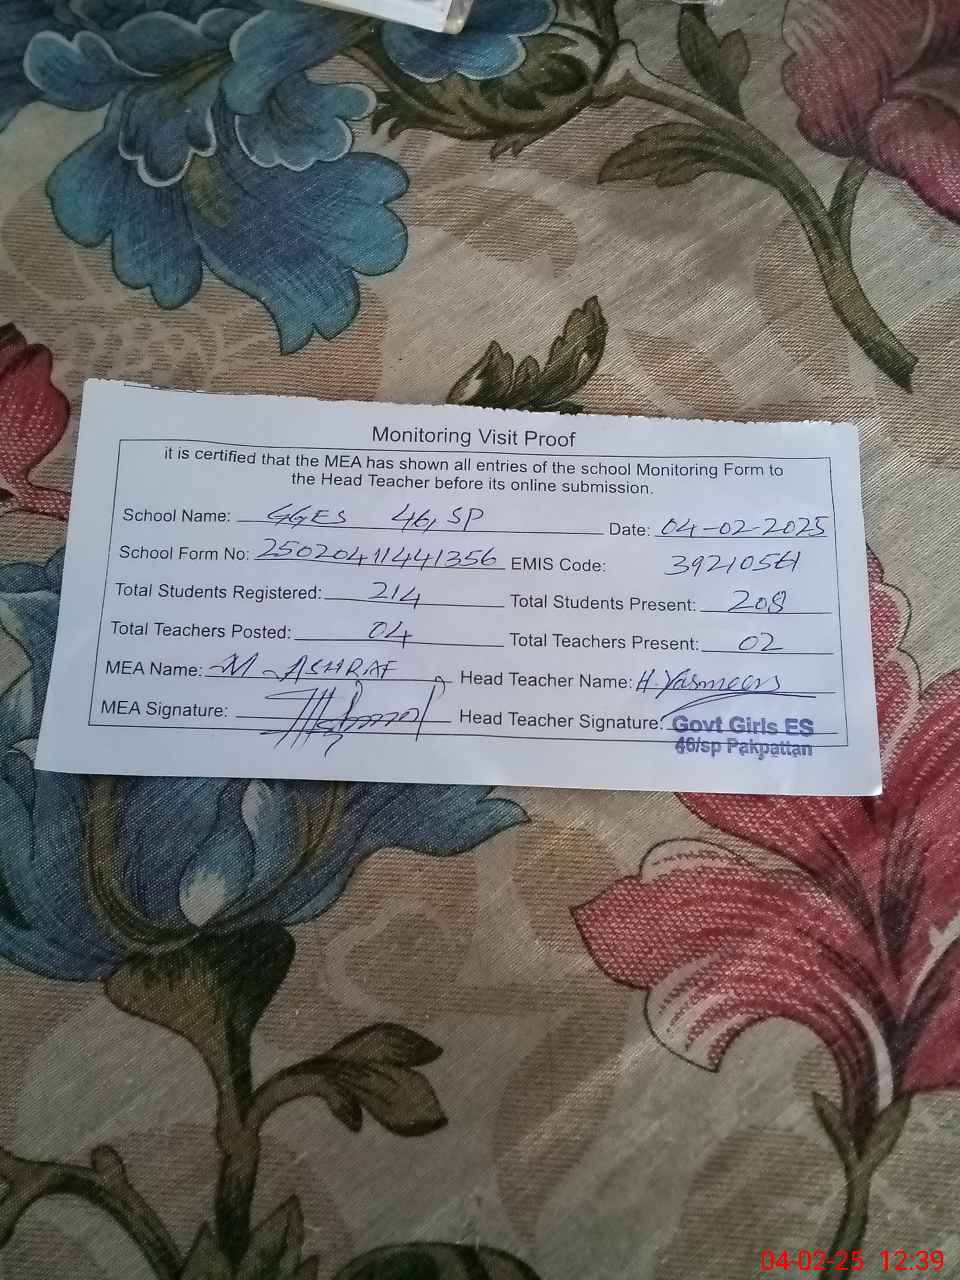 Monitoring Visit Proof
it is certified that the MEA has shown all entries of the school Monitoring Form to
the Head Teacher before its online submission.
School Name: GGES 46, SP Date: 04-02-2025
School Form No: 25020411441356 EMIS Code: 39210561
Total Students Registered: 214 Total Students Present: 208
Total Teachers Posted: 04 Total Teachers Present: 02
MEA Name: M-ASHRAF Head Teacher Name: H.Yasmeen
MEA Signature: Head Teacher Signature: Govt Girls ES
46/sp Pakpattan
04-02-25 12:39